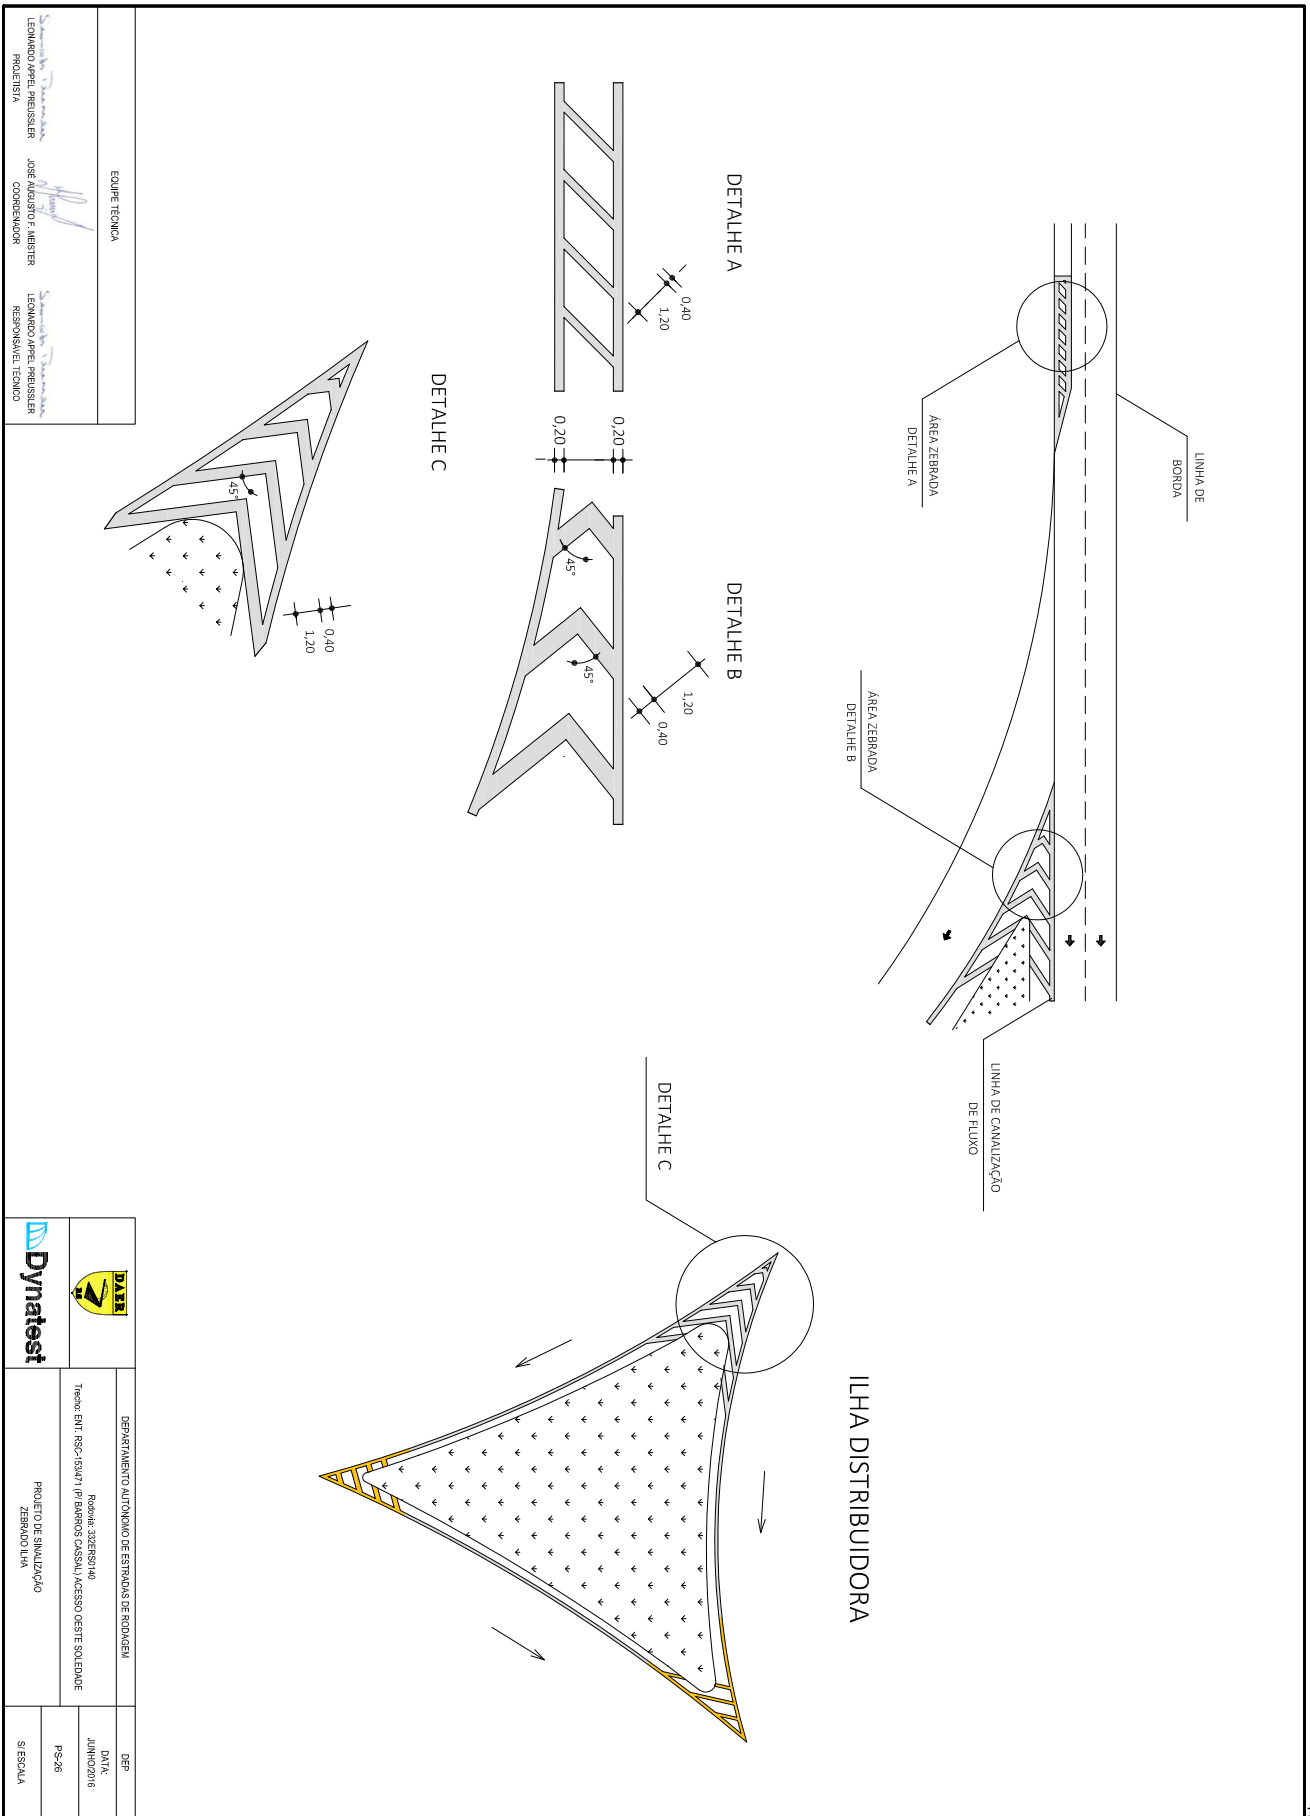 LINHA DE
BORDA
ÁREA ZEBRADA
DETALHE A
ÁREA ZEBRADA
DETALHE B
LINHA DE CANALIZAÇÃO
DE FLUXO
DETALHE A
0,40
1,20
0,20
0,20
DETALHE B
45°
45°
1,20
0,40
DETALHE C
45°
0,40
1,20
ILHA DISTRIBUIDORA
DETALHE C
EQUIPE TÉCNICA
LEONARDO APPEL PREUSSLER
PROJETISTA
JOSÉ AUGUSTO F. MEISTER
COORDENADOR
LEONARDO APPEL PREUSSLER
RESPONSÁVEL TÉCNICO
DAER
RS
Dynatest
DEPARTAMENTO AUTÔNOMO DE ESTRADAS DE RODAGEM
Rodovia: 332ERS0140
Trecho: ENT. RSC-153/471 (P/ BARROS CASSAL) ACESSO OESTE SOLEDADE
PROJETO DE SINALIZAÇÃO
ZEBRADO ILHA
DEP
DATA:
JUNHO/2016
PS-26
S/ ESCALA